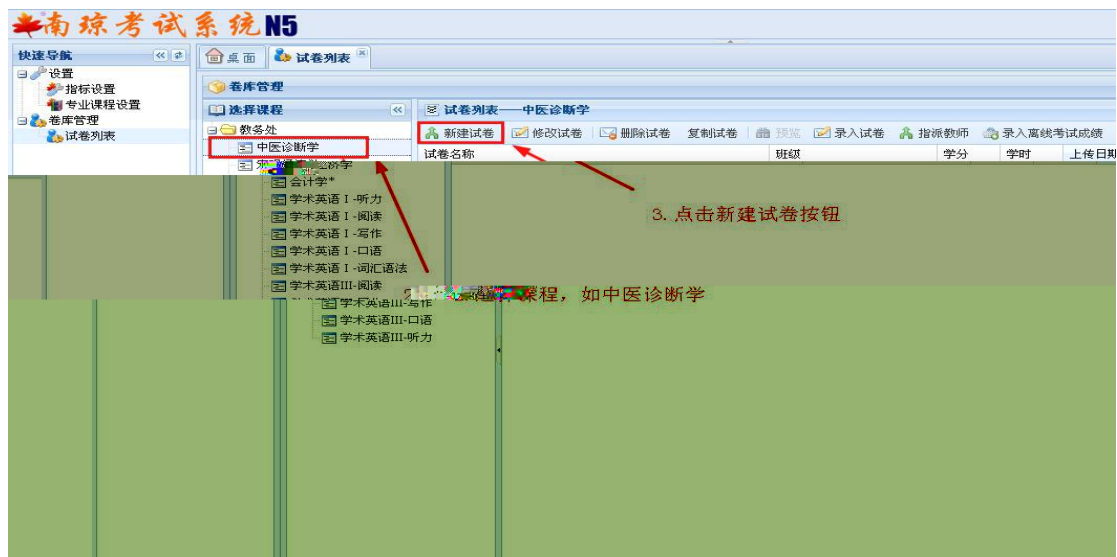 南琼考试系统N5
快速导航
桌面 试卷列表
设置
指标设置
专业课程设置
卷库管理
试卷列表
卷库管理
选择课程
教务处
中医诊断学
济学
会计学*
学术英语 I -听力
学术英语 I -阅读
学术英语 I -写作
学术英语 I -口语
学术英语 I -词汇语法
学术英语III-阅读
学术英语III-写作
学术英语III-口语
学术英语III-听力
试卷列表——中医诊断学
新建试卷 修改试卷 删除试卷 复制试卷 预览 录入试卷 指派教师 录入离线考试成绩
试卷名称 班级 学分 学时 上传日期
3. 点击新建试卷按钮
课程，如中医诊断学